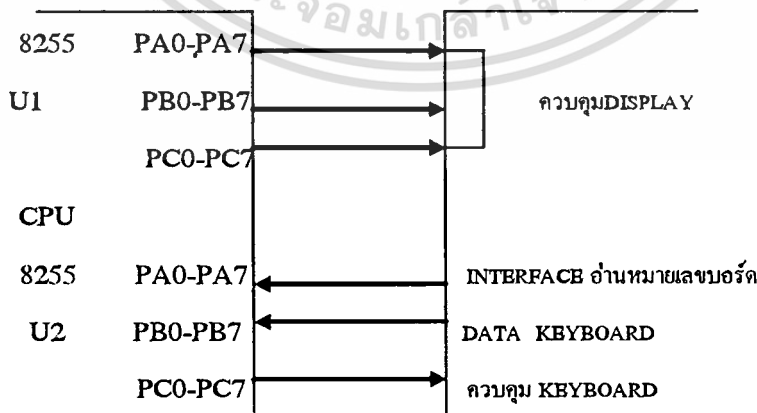 8255 PA0-PA7
U1 PB0-PB7 ควบคุมDISPLAY
PC0-PC7
CPU
8255 PA0-PA7 INTERFACE อ่านหมายเลขบอร์ด
U2 PB0-PB7 DATA KEYBOARD
PC0-PC7 ควบคุม KEYBOARD